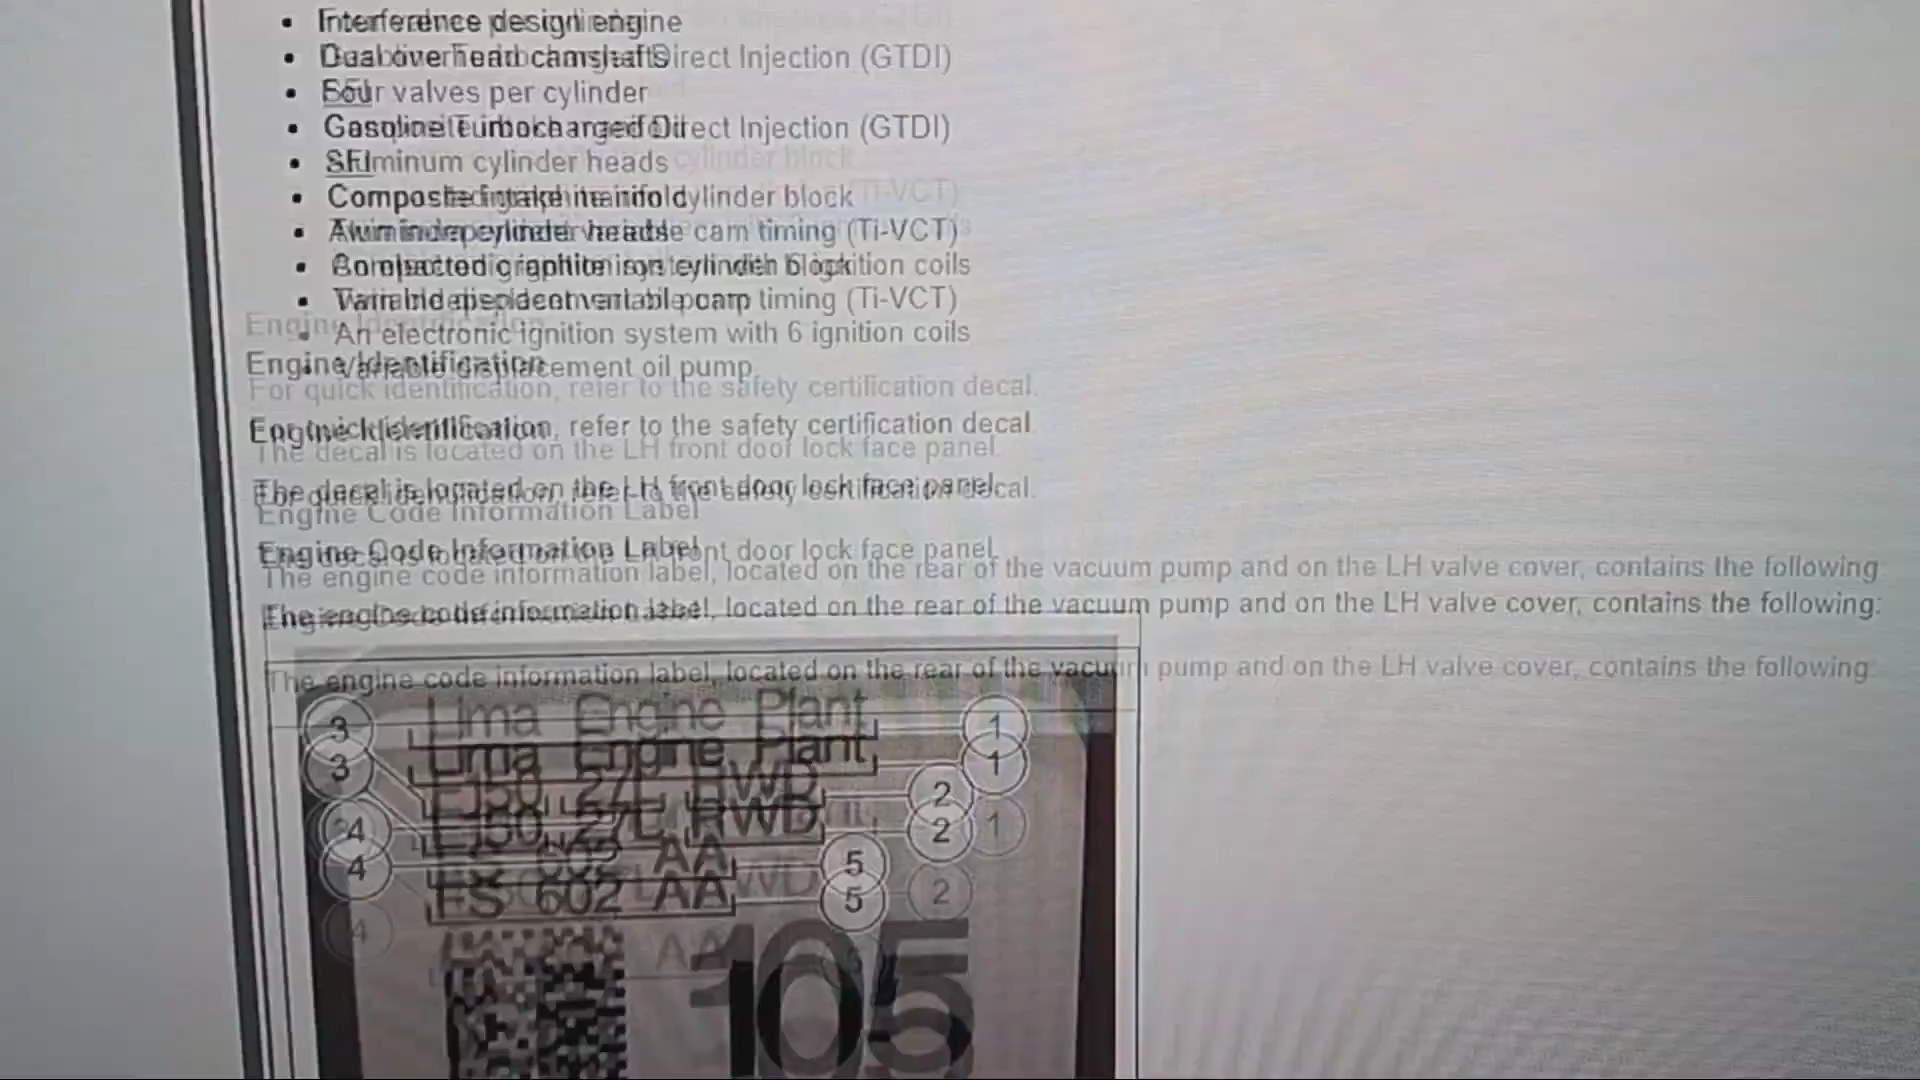 Interference design engine
Dual overhead camshafts
Four valves per cylinder
Gasoline Turbocharged Direct Injection (GTDI)
SFI
Composite intake manifold
Aluminum cylinder heads
Compacted graphite iron cylinder block
Twin independent variable cam timing (Ti-VCT)
An electronic ignition system with 6 ignition coils
Variable displacement oil pump
Engine Identification
For quick identification, refer to the safety certification decal.
The decal is located on the LH front door lock face panel.
Engine Code Information Label
The engine code information label, located on the rear of the vacuum pump and on the LH valve cover, contains the following:
3 Lima Engine Plant 1
27L RWD 2
4 602 AA 5
105